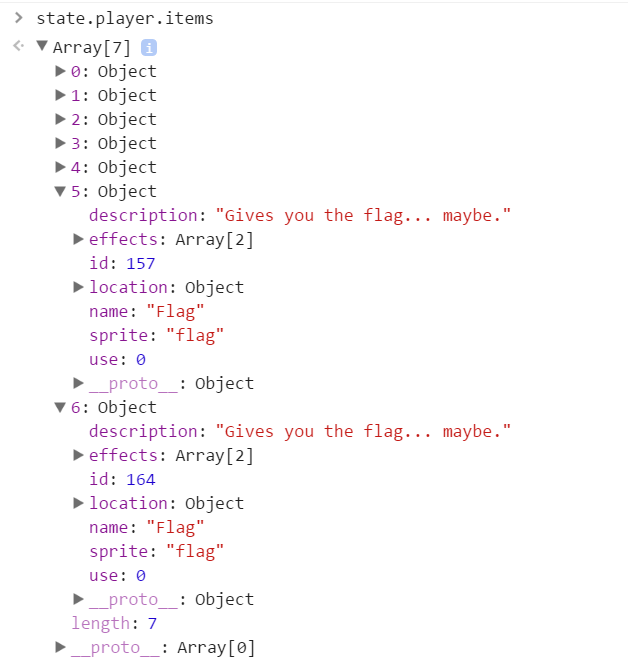 state.player.items
Array[7] i
0: Object
1: Object
2: Object
3: Object
4: Object
5: Object
description: "Gives you the flag... maybe."
effects: Array[2]
id: 157
location: Object
name: "Flag"
sprite: "flag"
use: 0
__proto__: Object
6: Object
description: "Gives you the flag... maybe."
effects: Array[2]
id: 164
location: Object
name: "Flag"
sprite: "flag"
use: 0
__proto__: Object
length: 7
__proto__: Array[0]